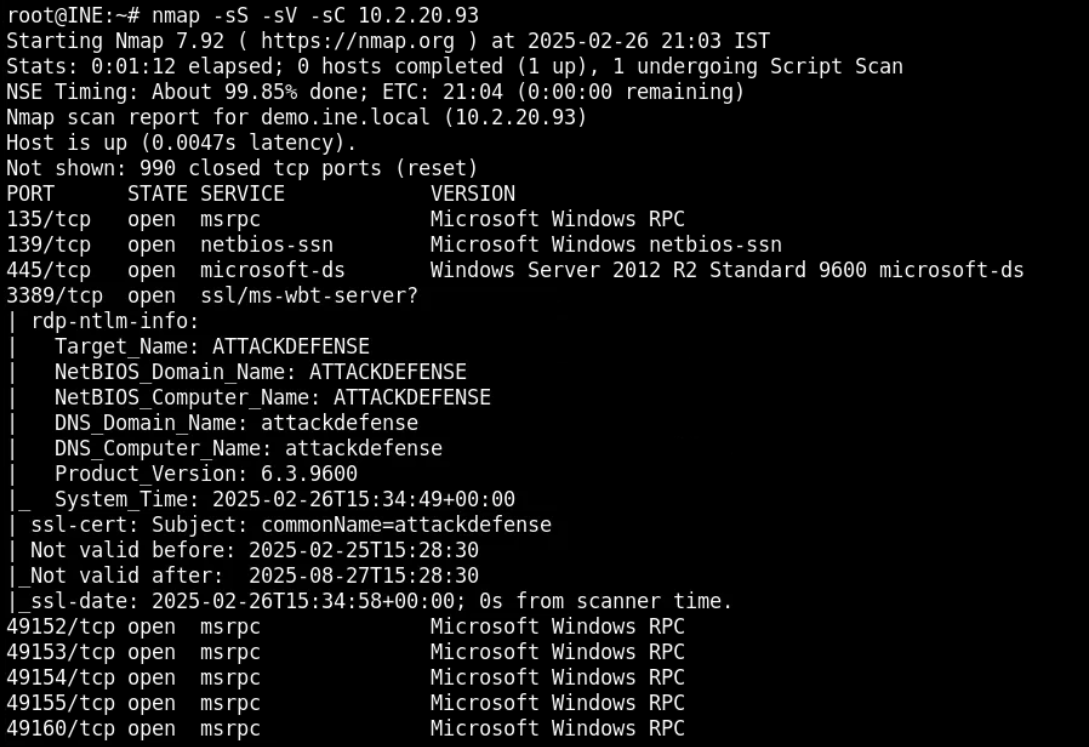 root@INE:~# nmap -sS -sV -sC 10.2.20.93
Starting Nmap 7.92 ( https://nmap.org ) at 2025-02-26 21:03 IST
Stats: 0:01:12 elapsed; 0 hosts completed (1 up), 1 undergoing Script Scan
NSE Timing: About 99.85% done; ETC: 21:04 (0:00:00 remaining)
Nmap scan report for demo.ine.local (10.2.20.93)
Host is up (0.0047s latency).
Not shown: 990 closed tcp ports (reset)
PORT      STATE SERVICE            VERSION
135/tcp   open  msrpc              Microsoft Windows RPC
139/tcp   open  netbios-ssn        Microsoft Windows netbios-ssn
445/tcp   open  microsoft-ds       Windows Server 2012 R2 Standard 9600 microsoft-ds
3389/tcp  open  ssl/ms-wbt-server?
| rdp-ntlm-info:
|   Target_Name: ATTACKDEFENSE
|   NetBIOS_Domain_Name: ATTACKDEFENSE
|   NetBIOS_Computer_Name: ATTACKDEFENSE
|   DNS_Domain_Name: attackdefense
|   DNS_Computer_Name: attackdefense
|   Product_Version: 6.3.9600
|_  System_Time: 2025-02-26T15:34:49+00:00
| ssl-cert: Subject: commonName=attackdefense
| Not valid before: 2025-02-25T15:28:30
|_Not valid after:  2025-08-27T15:28:30
|_ssl-date: 2025-02-26T15:34:58+00:00; 0s from scanner time.
49152/tcp open  msrpc              Microsoft Windows RPC
49153/tcp open  msrpc              Microsoft Windows RPC
49154/tcp open  msrpc              Microsoft Windows RPC
49155/tcp open  msrpc              Microsoft Windows RPC
49160/tcp open  msrpc              Microsoft Windows RPC